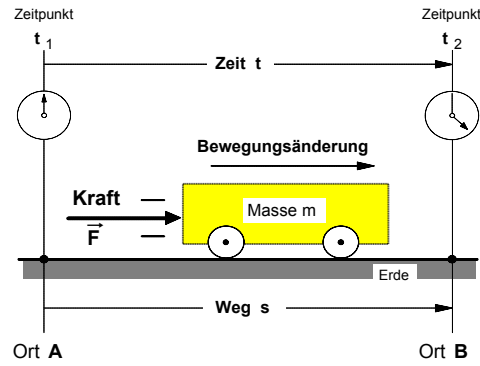 Zeitpunkt
t 1
Zeitpunkt
t 2
Zeit t
Bewegungsänderung
Kraft
F
Masse m
Erde
Weg s
Ort A
Ort B